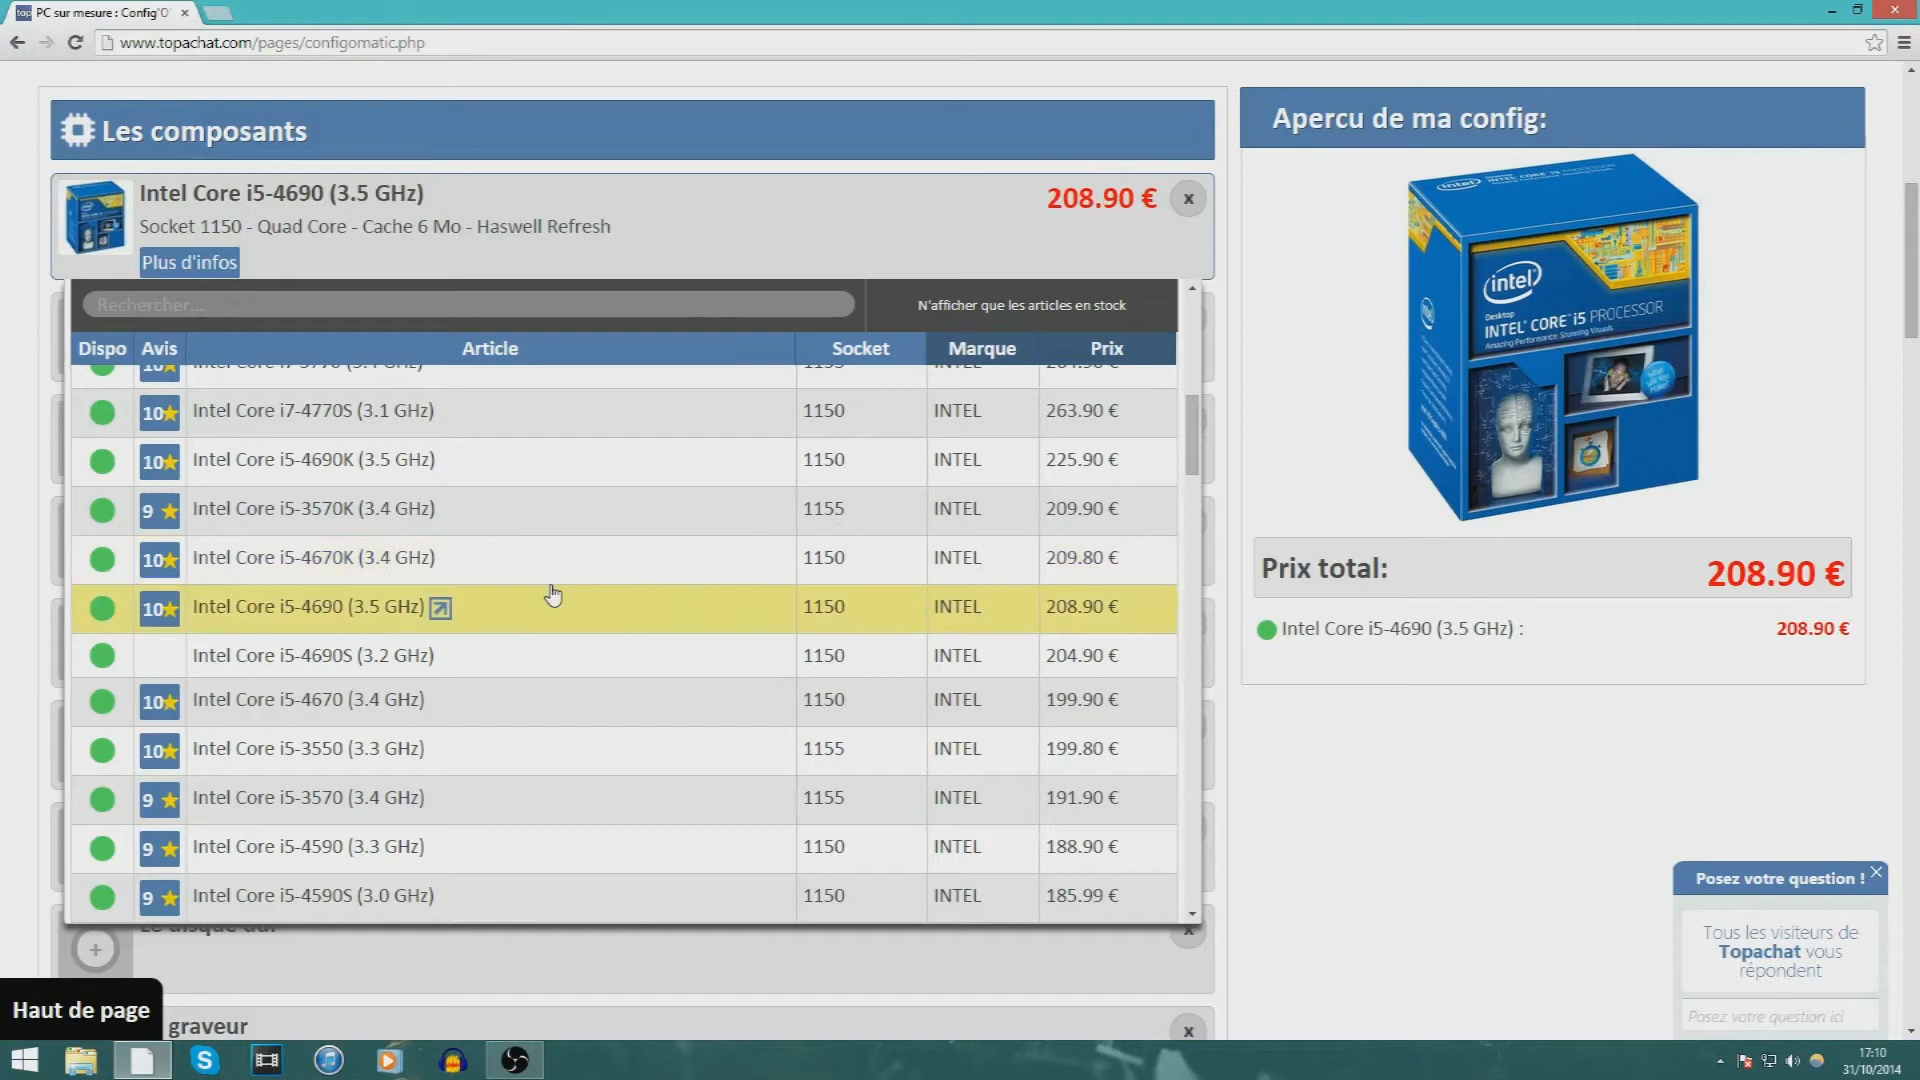 PC sur mesure : Config'O
www.topachat.com/pages/configomatic.php
Les composants
Intel Core i5-4690 (3.5 GHz)
208.90 €
x
Socket 1150 - Quad Core - Cache 6 Mo - Haswell Refresh
Plus d'infos
Rechercher...
N'afficher que les articles en stock
Dispo Avis Article Socket Marque Prix
10 Intel Core i7-4770S (3.1 GHz) 1150 INTEL 263.90 €
10 Intel Core i5-4690K (3.5 GHz) 1150 INTEL 225.90 €
9 Intel Core i5-3570K (3.4 GHz) 1155 INTEL 209.90 €
10 Intel Core i5-4670K (3.4 GHz) 1150 INTEL 209.80 €
10 Intel Core i5-4690 (3.5 GHz) 1150 INTEL 208.90 €
Intel Core i5-4690S (3.2 GHz) 1150 INTEL 204.90 €
10 Intel Core i5-4670 (3.4 GHz) 1150 INTEL 199.90 €
10 Intel Core i5-3550 (3.3 GHz) 1155 INTEL 199.80 €
9 Intel Core i5-3570 (3.4 GHz) 1155 INTEL 191.90 €
9 Intel Core i5-4590 (3.3 GHz) 1150 INTEL 188.90 €
9 Intel Core i5-4590S (3.0 GHz) 1150 INTEL 185.99 €
x
Haut de page
graveur
x
Apercu de ma config:
intel
Desktop
INTEL® CORE™ i5 PROCESSOR
Amazing Performance. Stunning Visuals.
Prix total:
208.90 €
Intel Core i5-4690 (3.5 GHz) :
208.90 €
Posez votre question !
Tous les visiteurs de
Topachat vous
répondent
Posez votre question ici
17:10
31/10/2014